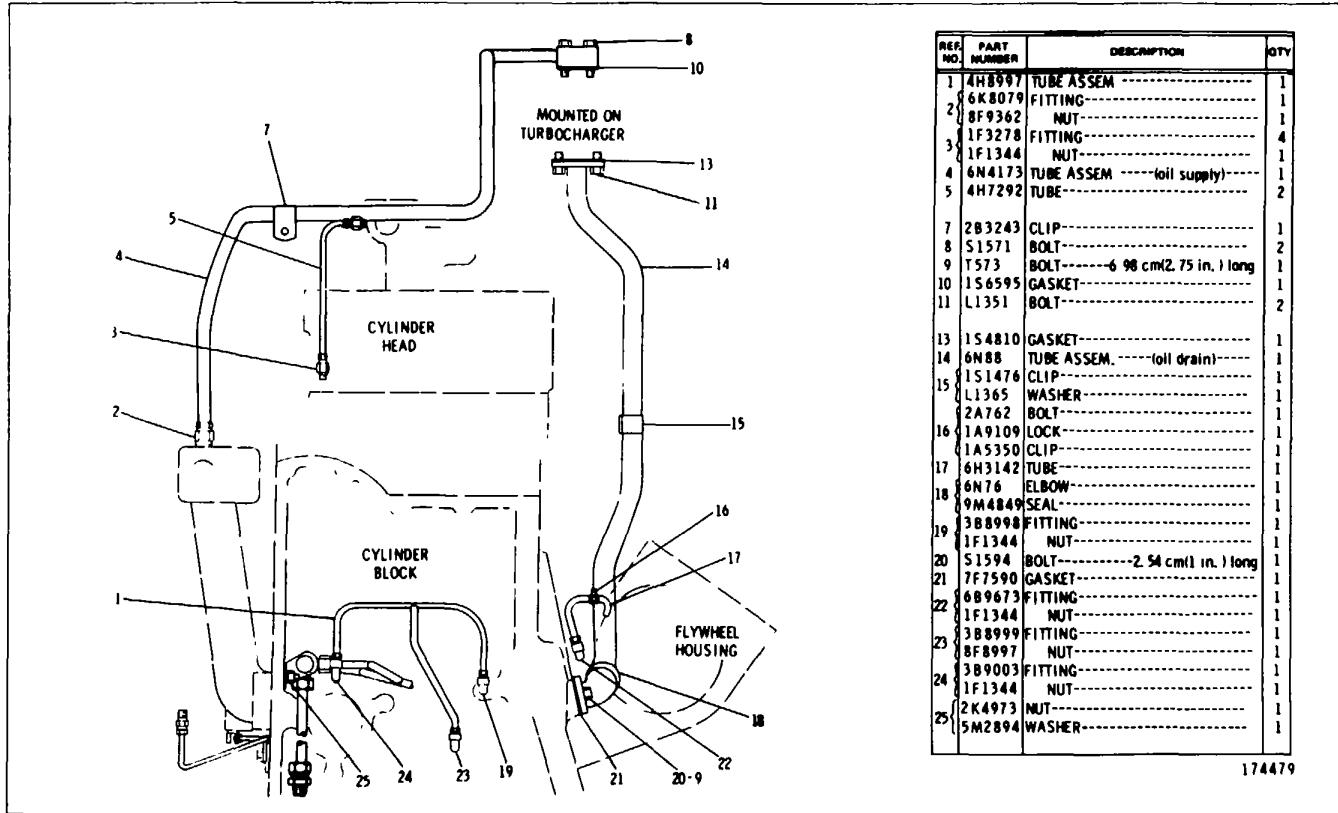 8
10
MOUNTED ON
TURBOCHARGER
7
13
11
5
4
14
CYLINDER
HEAD
3
2
15
16
17
CYLINDER
BLOCK
1
FLYWHEEL
HOUSING
18
22
25
24
23
19
21
20-9
REF. NO. PART NUMBER DESCRIPTION QTY
1 4H8997 TUBE ASSEM 1
2 6K8079 FITTING 1
8F9362 NUT 1
3 1F3278 FITTING 4
1F1344 NUT 1
4 6N4173 TUBE ASSEM (oil supply) 1
5 4H7292 TUBE 2
7 2B3243 CLIP 1
8 S1571 BOLT 2
9 T573 BOLT 6 98 cm(2.75 in. ) long 1
10 1S6595 GASKET 1
11 L1351 BOLT 2
13 1S4810 GASKET 1
14 6N88 TUBE ASSEM. (oil drain) 1
15 1S1476 CLIP 1
L1365 WASHER 1
2A762 BOLT 1
16 1A9109 LOCK 1
1A5350 CLIP 1
17 6H3142 TUBE 1
18 6N76 ELBOW 1
9M4849 SEAL 1
19 3B8998 FITTING 1
1F1344 NUT 1
20 S1594 BOLT 2. 54 cm(1 in. ) long 1
21 7F7590 GASKET 1
22 6B9673 FITTING 1
1F1344 NUT 1
23 3B8999 FITTING 1
8F8997 NUT 1
24 3B9003 FITTING 1
1F1344 NUT 1
25 2K4973 NUT 1
5M2894 WASHER 1
174479